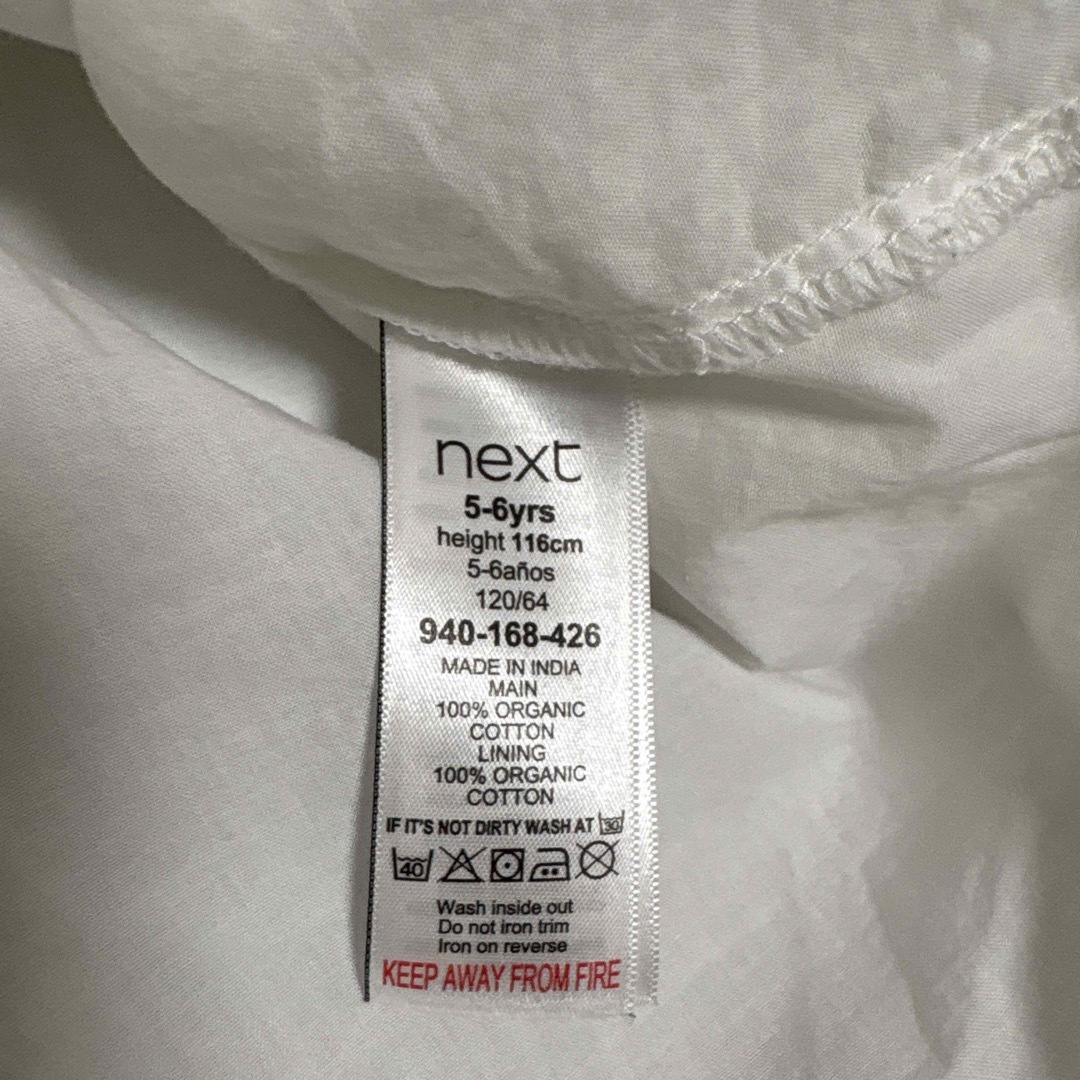 next
5-6yrs
height 116cm
5-6años
120/64
940-168-426
MADE IN INDIA
MAIN
100% ORGANIC
COTTON
LINING
100% ORGANIC
COTTON
IF IT'S NOT DIRTY WASH AT 30
40
Wash inside out
Do not iron trim
Iron on reverse
KEEP AWAY FROM FIRE